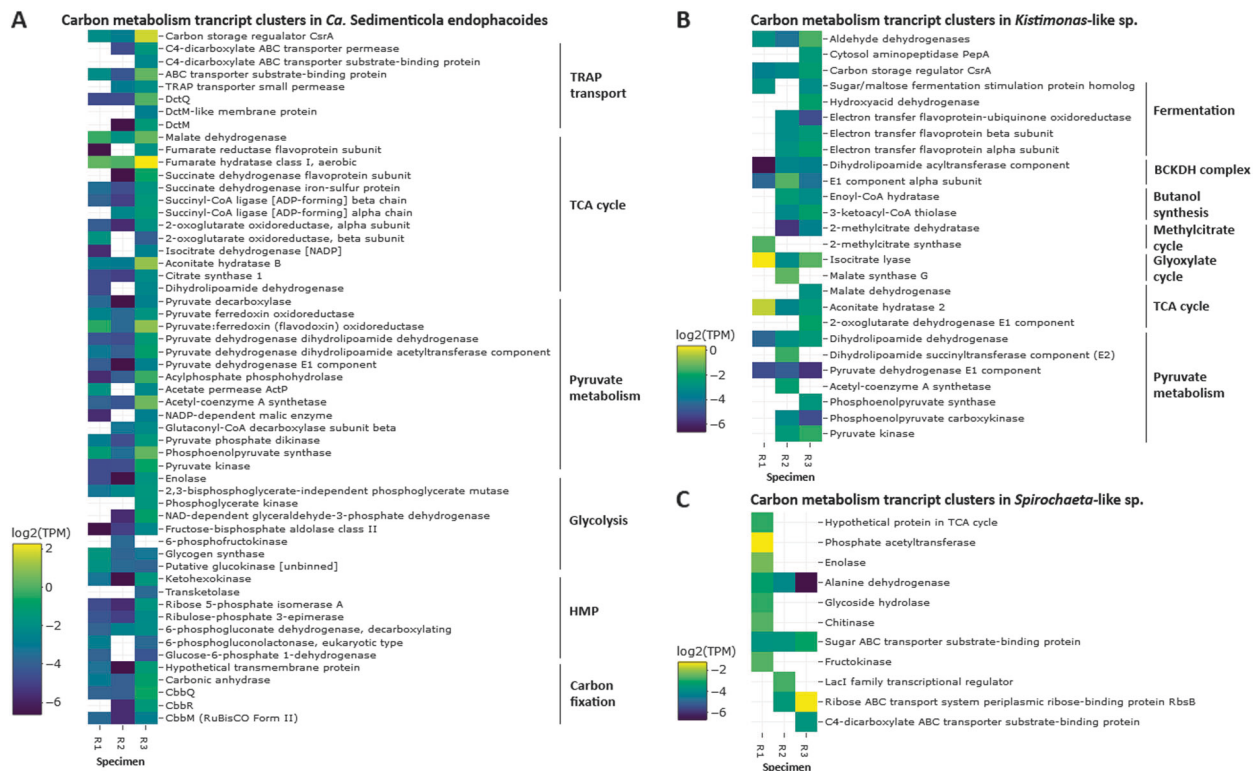 A
Carbon metabolism trancript clusters in Ca. Sedimenticola endophacoides
Carbon storage regualator CsrA
C4-dicarboxylate ABC transporter permease
C4-dicarboxylate ABC transporter substrate-binding protein
ABC transporter substrate-binding protein
TRAP transporter small permease
DctQ
DctM-like membrane protein
DctM
Malate dehydrogenase
Fumarate reductase flavoprotein subunit
Fumarate hydratase class I, aerobic
Succinate dehydrogenase flavoprotein subunit
Succinate dehydrogenase iron-sulfur protein
Succinyl-CoA ligase [ADP-forming] beta chain
Succinyl-CoA ligase [ADP-forming] alpha chain
2-oxoglutarate oxidoreductase, alpha subunit
2-oxoglutarate oxidoreductase, beta subunit
Isocitrate dehydrogenase [NADP]
Aconitate hydratase B
Citrate synthase 1
Dihydrolipoamide dehydrogenase
Pyruvate decarboxylase
Pyruvate ferredoxin oxidoreductase
Pyruvate:ferredoxin (flavodoxin) oxidoreductase
Pyruvate dehydrogenase dihydrolipoamide dehydrogenase
Pyruvate dehydrogenase dihydrolipoamide acetyltransferase component
Pyruvate dehydrogenase E1 component
Acylphosphate phosphohydrolase
Acetate permease ActP
Acetyl-coenzyme A synthetase
NADP-dependent malic enzyme
Glutaconyl-CoA decarboxylase subunit beta
Pyruvate phosphate dikinase
Phosphoenolpyruvate synthase
Pyruvate kinase
Enolase
2,3-bisphosphoglycerate-independent phosphoglycerate mutase
Phosphoglycerate kinase
NAD-dependent glyceraldehyde-3-phosphate dehydrogenase
Fructose-bisphosphate aldolase class II
6-phosphofructokinase
Glycogen synthase
Putative glucokinase [unbinned]
Ketohexokinase
Transketolase
Ribose 5-phosphate isomerase A
Ribulose-phosphate 3-epimerase
6-phosphogluconate dehydrogenase, decarboxylating
6-phosphogluconolactonase, eukaryotic type
Glucose-6-phosphate 1-dehydrogenase
Hypothetical transmembrane protein
Carbonic anhydrase
CbbQ
CbbR
CbbM (RuBisCO Form II)
TRAP
transport
TCA cycle
Pyruvate
metabolism
Glycolysis
HMP
Carbon
fixation
log2(TPM)
2
0
−2
−4
−6
R1
R2
R3
Specimen
B
Carbon metabolism trancript clusters in Kistimonas-like sp.
Aldehyde dehydrogenases
Cytosol aminopeptidase PepA
Carbon storage regulator CsrA
Sugar/maltose fermentation stimulation protein homolog
Hydroxyacid dehydrogenase
Electron transfer flavoprotein-ubiquinone oxidoreductase
Electron transfer flavoprotein beta subunit
Electron transfer flavoprotein alpha subunit
Dihydrolipoamide acyltransferase component
E1 component alpha subunit
Enoyl-CoA hydratase
3-ketoacyl-CoA thiolase
2-methylcitrate dehydratase
2-methylcitrate synthase
Isocitrate lyase
Malate synthase G
Malate dehydrogenase
Aconitate hydratase 2
2-oxoglutarate dehydrogenase E1 component
Dihydrolipoamide dehydrogenase
Dihydrolipoamide succinyltransferase component (E2)
Pyruvate dehydrogenase E1 component
Acetyl-coenzyme A synthetase
Phosphoenolpyruvate synthase
Phosphoenolpyruvate carboxykinase
Pyruvate kinase
Fermentation
BCKDH complex
Butanol
synthesis
Methylcitrate
cycle
Glyoxylate
cycle
TCA cycle
Pyruvate
metabolism
log2(TPM)
0
−2
−4
−6
R1
R2
R3
Specimen
C
Carbon metabolism trancript clusters in Spirochaeta-like sp.
Hypothetical protein in TCA cycle
Phosphate acetyltransferase
Enolase
Alanine dehydrogenase
Glycoside hydrolase
Chitinase
Sugar ABC transporter substrate-binding protein
Fructokinase
LacI family transcriptional regulator
Ribose ABC transport system periplasmic ribose-binding protein RbsB
C4-dicarboxylate ABC transporter substrate-binding protein
log2(TPM)
−2
−4
−6
R1
R2
R3
Specimen